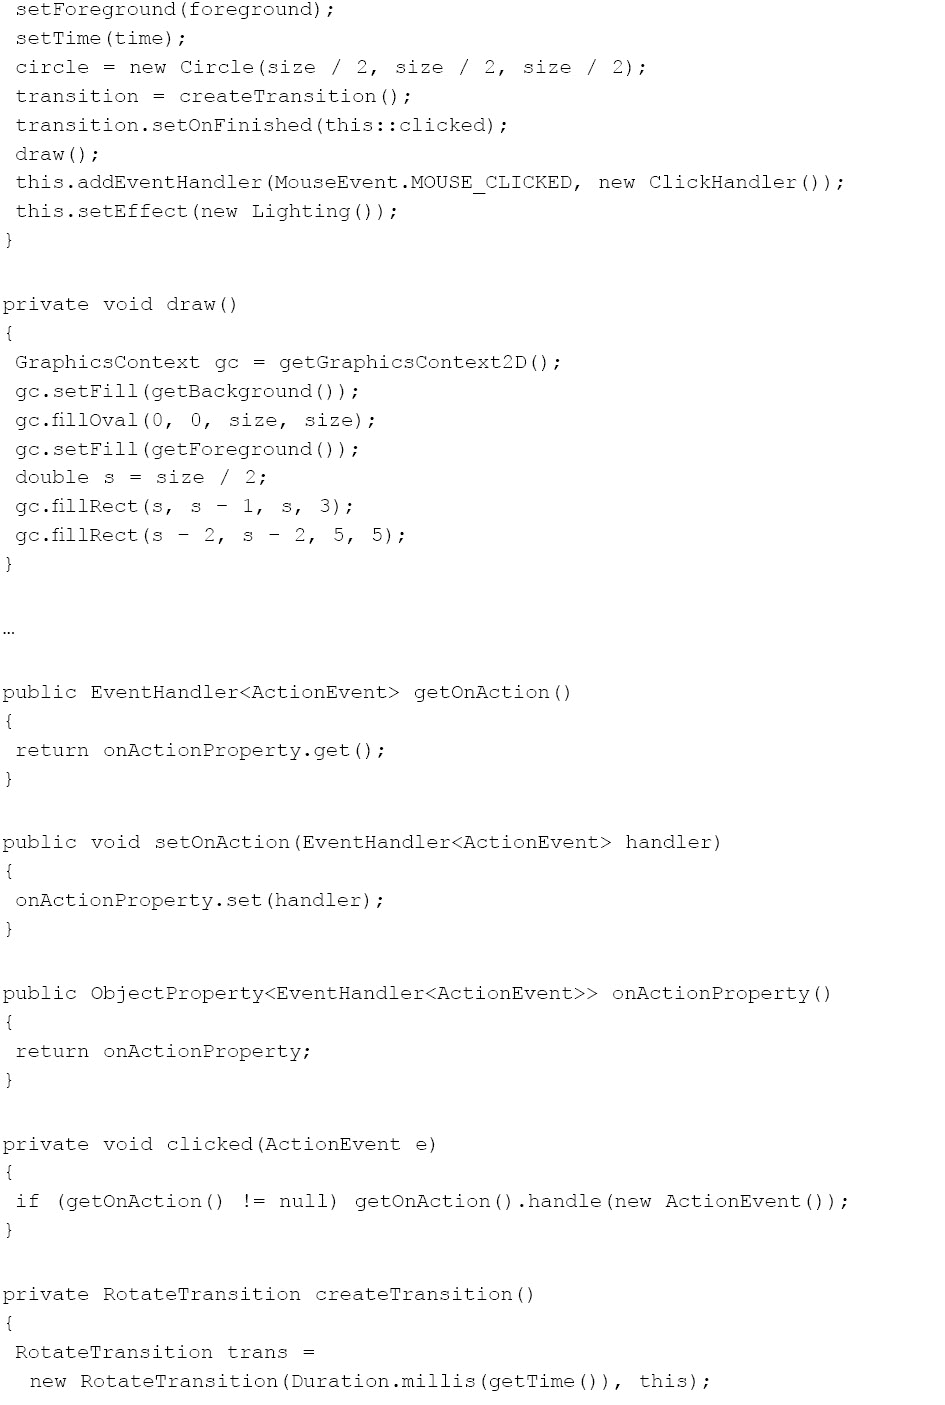 setForeground(foreground);
setTime(time);
circle = new Circle(size / 2, size / 2, size / 2);
transition = createTransition();
transition.setOnFinished(this::clicked);
draw();
this.addEventHandler(MouseEvent.MOUSE_CLICKED, new ClickHandler());
this.setEffect(new Lighting());
}
private void draw()
{
GraphicsContext gc = getGraphicsContext2D();
gc.setFill(getBackground());
gc.fillOval(0, 0, size, size);
gc.setFill(getForeground());
double s = size / 2;
gc.fillRect(s, s - 1, s, 3);
gc.fillRect(s - 2, s - 2, 5, 5);
}
…
public EventHandler<ActionEvent> getOnAction()
{
return onActionProperty.get();
}
public void setOnAction(EventHandler<ActionEvent> handler)
{
onActionProperty.set(handler);
}
public ObjectProperty<EventHandler<ActionEvent>> onActionProperty()
{
return onActionProperty;
}
private void clicked(ActionEvent e)
{
if (getOnAction() != null) getOnAction().handle(new ActionEvent());
}
private RotateTransition createTransition()
{
RotateTransition trans =
new RotateTransition(Duration.millis(getTime()), this);